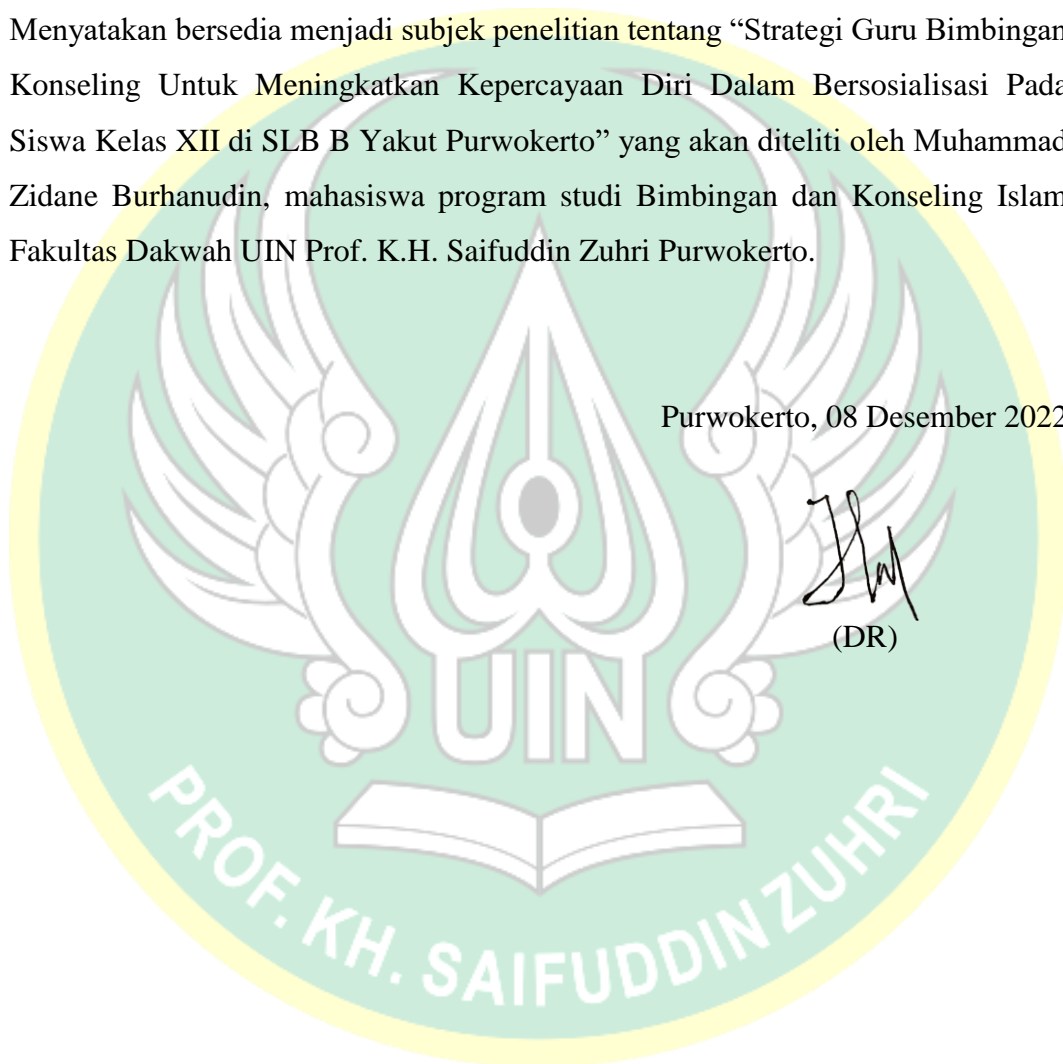 Menyatakan bersedia menjadi subjek penelitian tentang “Strategi Guru Bimbingan
Konseling Untuk Meningkatkan Kepercayaan Diri Dalam Bersosialisasi Pada
Siswa Kelas XII di SLB B Yakut Purwokerto” yang akan diteliti oleh Muhammad
Zidane Burhanudin, mahasiswa program studi Bimbingan dan Konseling Islam
Fakultas Dakwah UIN Prof. K.H. Saifuddin Zuhri Purwokerto.
Purwokerto, 08 Desember 2022
(DR)
UIN
PROF. KH. SAIFUDDIN ZUHRI